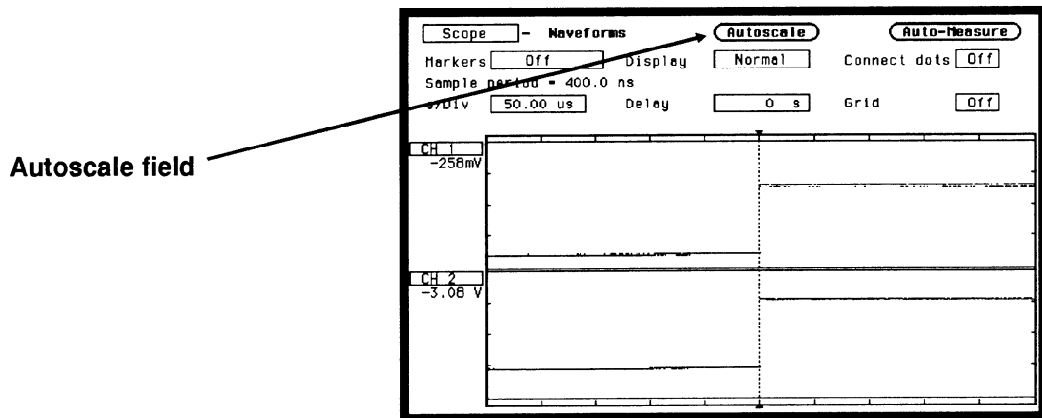 Scope - Waveforms Autoscale Auto-Measure
Markers Off Display Normal Connect dots Off
Sample period = 400.0 ns
s/Div 50.00 us Delay 0 s Grid Off
CH 1
-258mV
Autoscale field
CH 2
-3.08 V